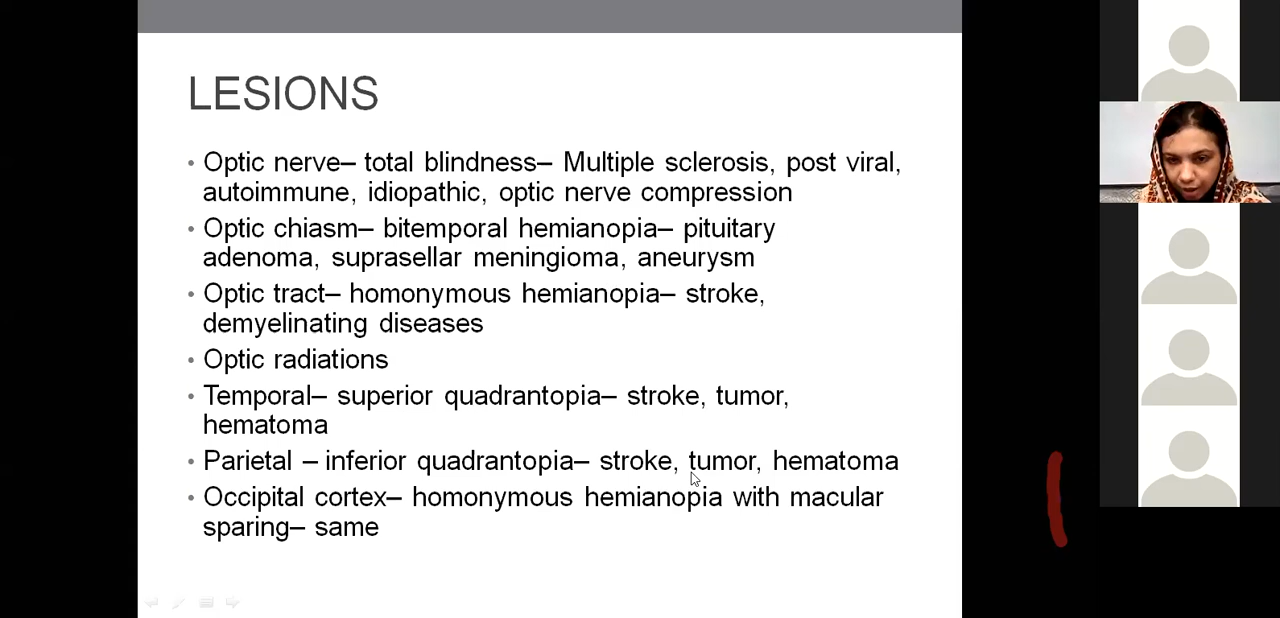 LESIONS
• Optic nerve– total blindness– Multiple sclerosis, post viral,
autoimmune, idiopathic, optic nerve compression
• Optic chiasm– bitemporal hemianopia– pituitary
adenoma, suprasellar meningioma, aneurysm
• Optic tract– homonymous hemianopia– stroke,
demyelinating diseases
• Optic radiations
• Temporal– superior quadrantopia– stroke, tumor,
hematoma
• Parietal – inferior quadrantopia– stroke, tumor, hematoma
• Occipital cortex– homonymous hemianopia with macular
sparing– same